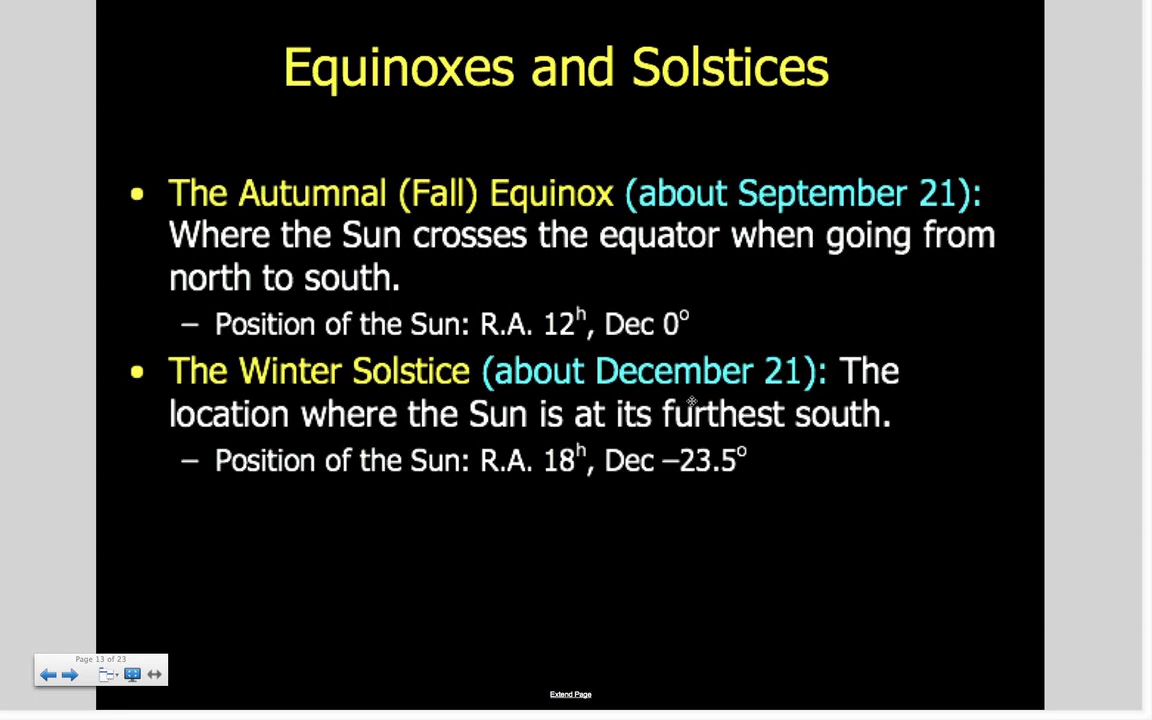 Equinoxes and Solstices
• The Autumnal (Fall) Equinox (about September 21):
Where the Sun crosses the equator when going from
north to south.
– Position of the Sun: R.A. 12ʰ, Dec 0º
• The Winter Solstice (about December 21): The
location where the Sun is at its furthest south.
– Position of the Sun: R.A. 18ʰ, Dec –23.5º
Page 13 of 23
Extend Page